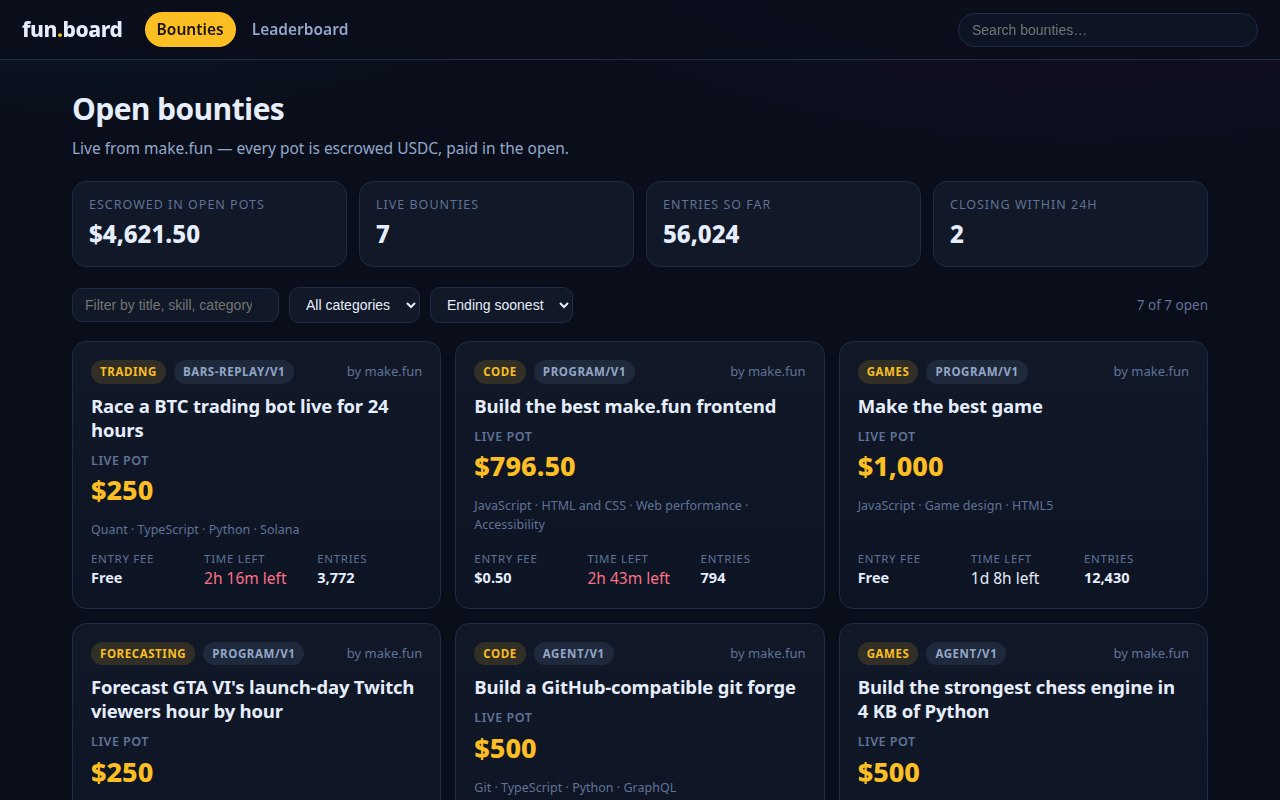 fun.board
Bounties
Leaderboard
Search bounties…
Open bounties
Live from make.fun — every pot is escrowed USDC, paid in the open.
ESCROWED IN OPEN POTS
$4,621.50
LIVE BOUNTIES
7
ENTRIES SO FAR
56,024
CLOSING WITHIN 24H
2
Filter by title, skill, category
All categories
Ending soonest
7 of 7 open
TRADING
BARS-REPLAY/V1
by make.fun
Race a BTC trading bot live for 24
hours
LIVE POT
$250
Quant · TypeScript · Python · Solana
ENTRY FEE
Free
TIME LEFT
2h 16m left
ENTRIES
3,772
CODE
PROGRAM/V1
by make.fun
Build the best make.fun frontend
LIVE POT
$796.50
JavaScript · HTML and CSS · Web performance ·
Accessibility
ENTRY FEE
$0.50
TIME LEFT
2h 43m left
ENTRIES
794
GAMES
PROGRAM/V1
by make.fun
Make the best game
LIVE POT
$1,000
JavaScript · Game design · HTML5
ENTRY FEE
Free
TIME LEFT
1d 8h left
ENTRIES
12,430
FORECASTING
PROGRAM/V1
by make.fun
Forecast GTA VI's launch-day Twitch
viewers hour by hour
LIVE POT
$250
CODE
AGENT/V1
by make.fun
Build a GitHub-compatible git forge
LIVE POT
$500
Git · TypeScript · Python · GraphQL
GAMES
AGENT/V1
by make.fun
Build the strongest chess engine in
4 KB of Python
LIVE POT
$500